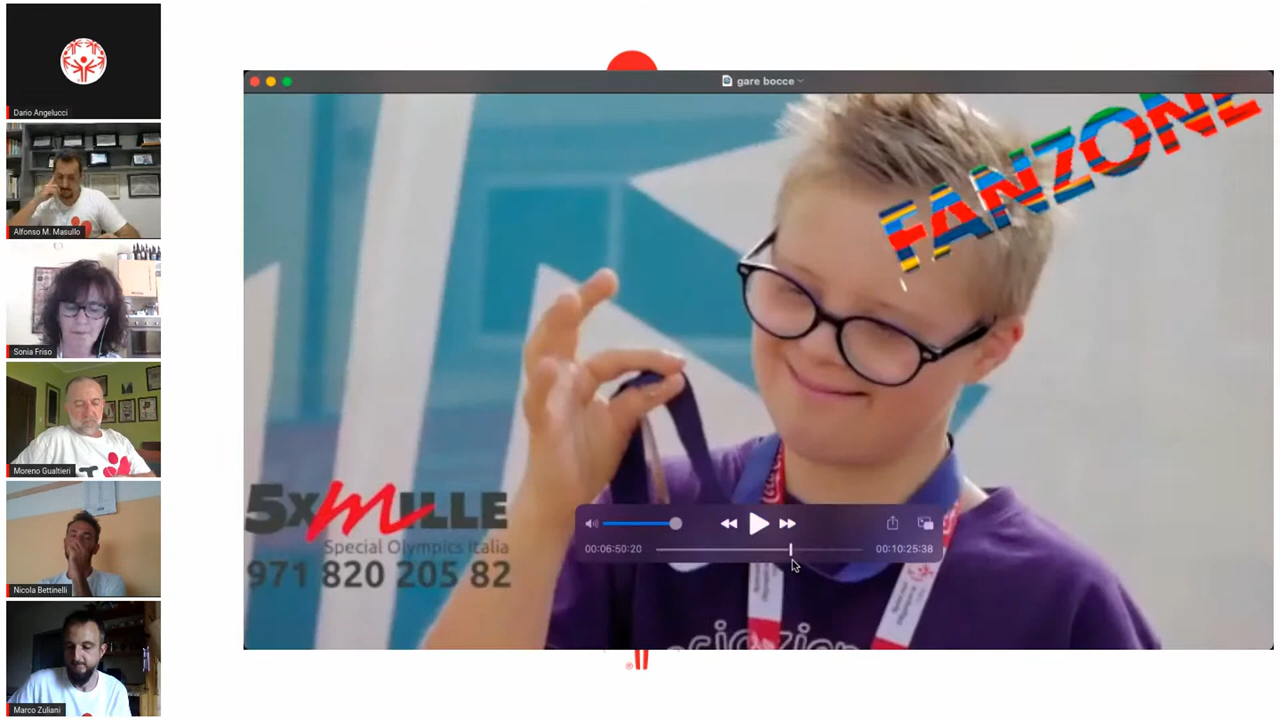 Dario Angelucci
Alfonso M. Masullo
Sonia Friso
Moreno Gualtieri
Nicola Bettinelli
Marco Zuliani
gare bocce
FANZONE
5xMILLE
Special Olympics Italia
971 820 205 82
00:06:50:20
00:10:25:38